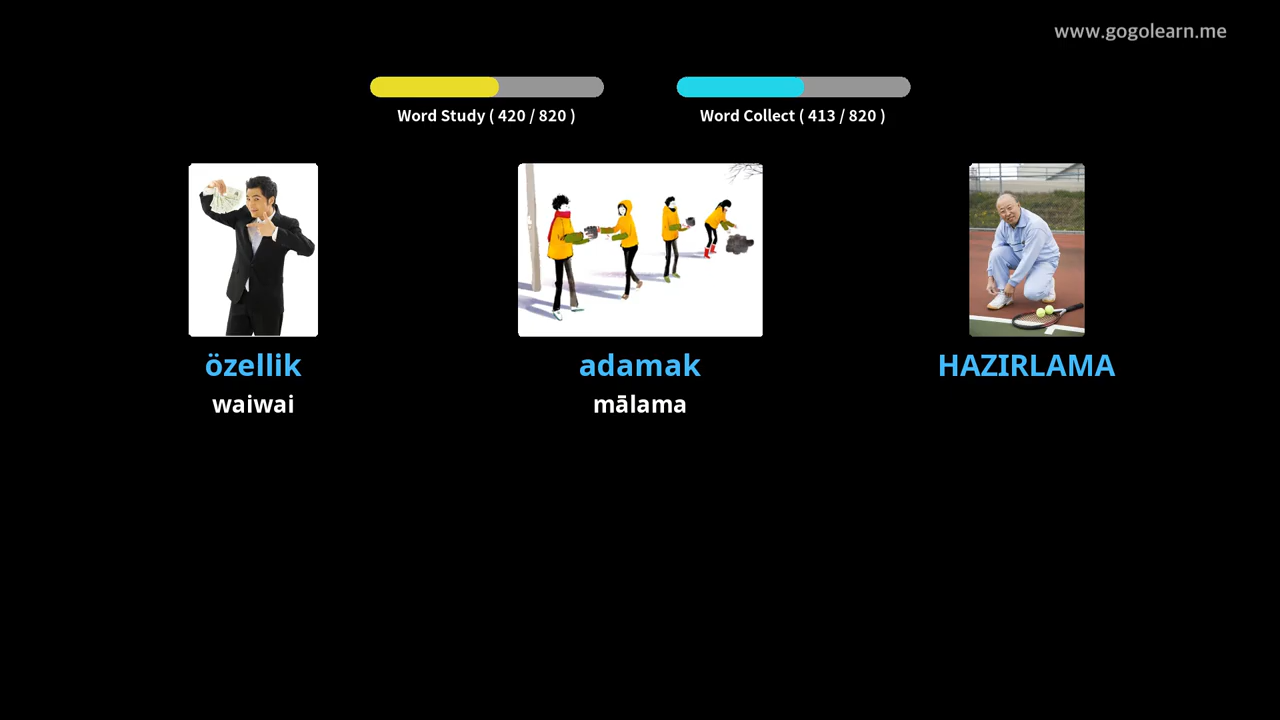 www.gogolearn.me
Word Study ( 420 / 820 )
Word Collect ( 413 / 820 )
özellik
adamak
HAZIRLAMA
waiwai
mālama